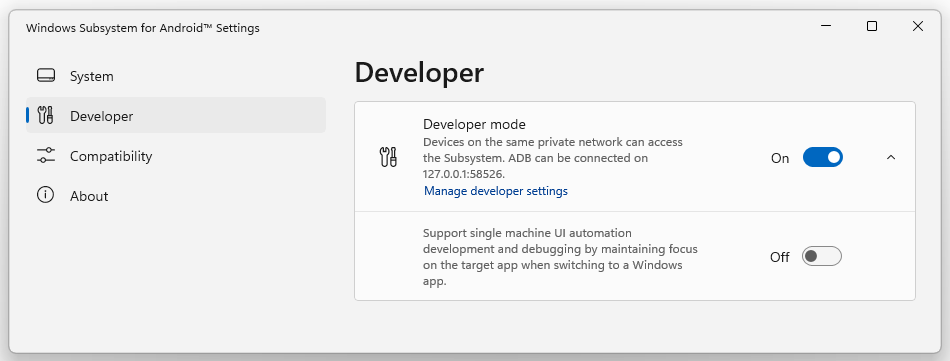 Windows Subsystem for Android™ Settings
System
Developer
Compatibility
About
Developer
Developer mode
Devices on the same private network can access
the Subsystem. ADB can be connected on
127.0.0.1:58526.
Manage developer settings
On
Support single machine UI automation
development and debugging by maintaining focus
on the target app when switching to a Windows
app.
Off